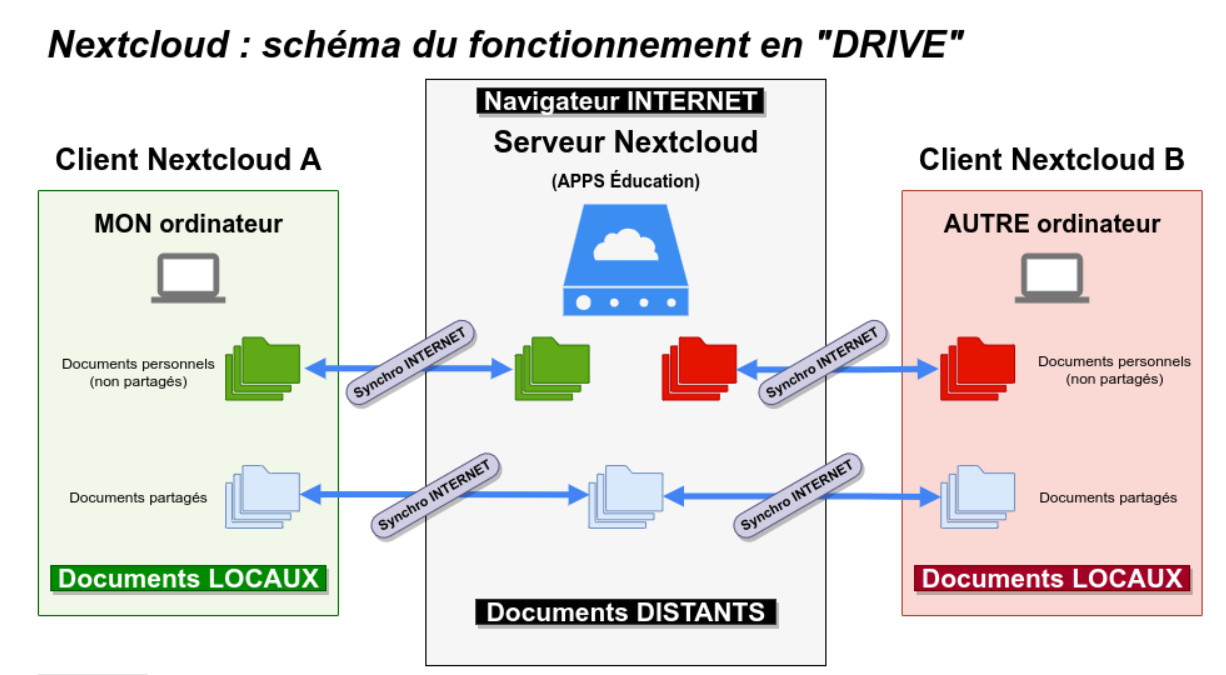 Nextcloud : schéma du fonctionnement en "DRIVE"
Navigateur INTERNET
Serveur Nextcloud
(APPS Éducation)
Client Nextcloud A
MON ordinateur
Client Nextcloud B
AUTRE ordinateur
Documents personnels
(non partagés)
Synchro INTERNET
Synchro INTERNET
Documents personnels
(non partagés)
Documents partagés
Synchro INTERNET
Synchro INTERNET
Documents partagés
Documents LOCAUX
Documents DISTANTS
Documents LOCAUX